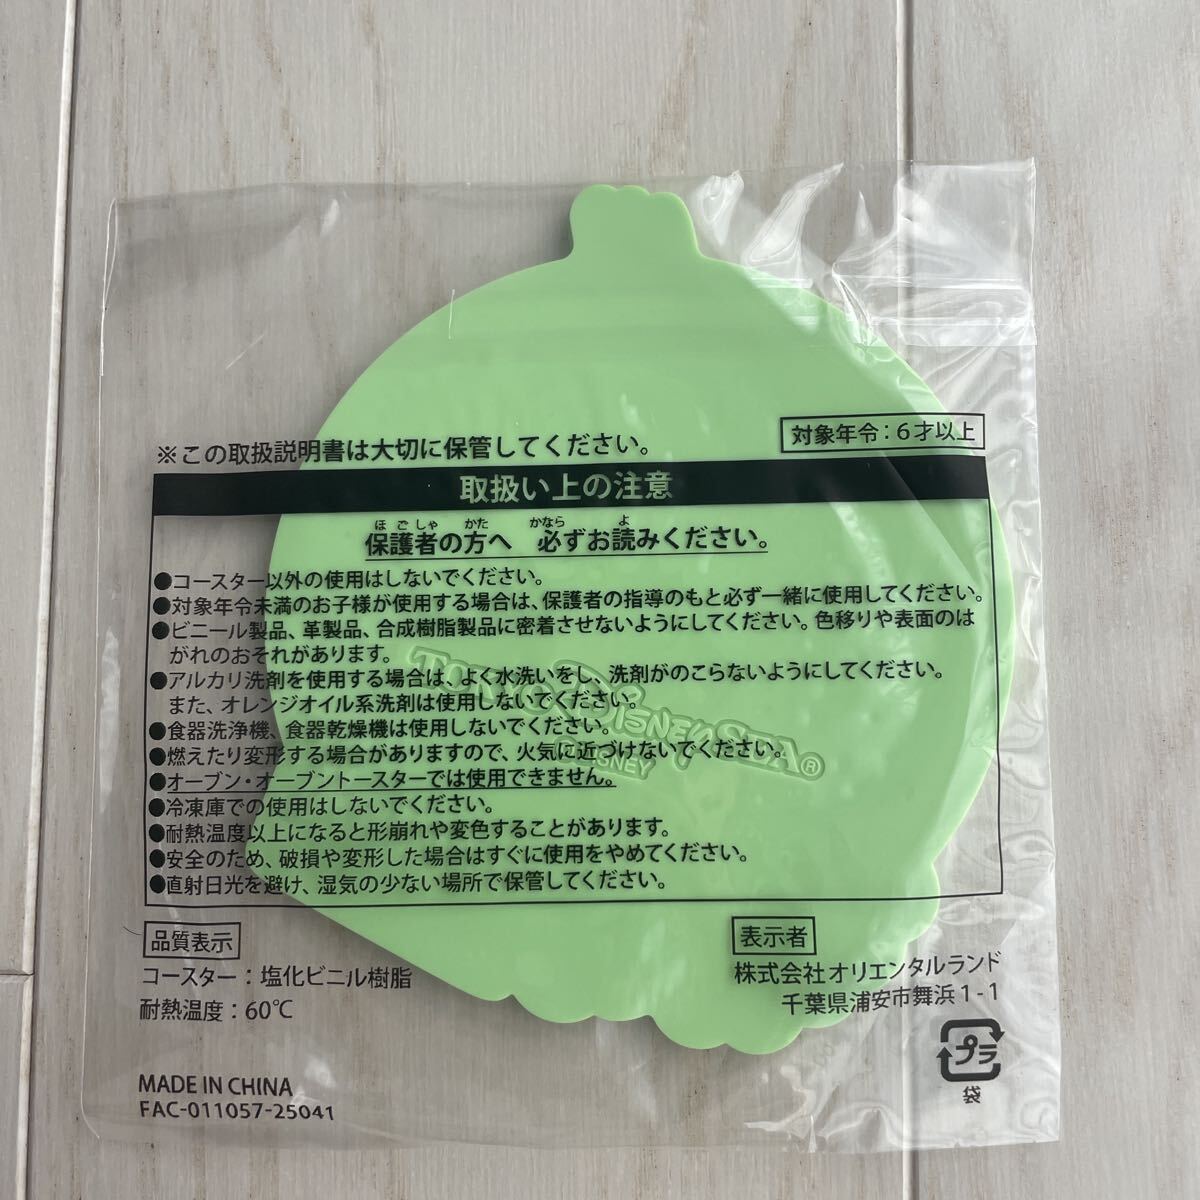 ※この取扱説明書は大切に保管してください。
対象年令：6才以上
取扱い上の注意
ほごしゃ かた かなら よ
保護者の方へ 必ずお読みください。
●コースター以外の使用はしないでください。
●対象年令未満のお子様が使用する場合は、保護者の指導のもと必ず一緒に使用してください。
●ビニール製品、革製品、合成樹脂製品に密着させないようにしてください。色移りや表面のは
がれのおそれがあります。
●アルカリ洗剤を使用する場合は、よく水洗いをし、洗剤がのこらないようにしてください。
また、オレンジオイル系洗剤は使用しないでください。
●食器洗浄機、食器乾燥機は使用しないでください。
●燃えたり変形する場合がありますので、火気に近づけないでください。
●オーブン・オーブントースターでは使用できません。
●冷凍庫での使用はしないでください。
●耐熱温度以上になると形崩れや変色することがあります。
●安全のため、破損や変形した場合はすぐに使用をやめてください。
●直射日光を避け、湿気の少ない場所で保管してください。
TOKYO DISNEYSEA®
© DISNEY
品質表示
コースター：塩化ビニル樹脂
耐熱温度：60℃
表示者
株式会社オリエンタルランド
千葉県浦安市舞浜1-1
プラ
袋
MADE IN CHINA
FAC-011057-25041